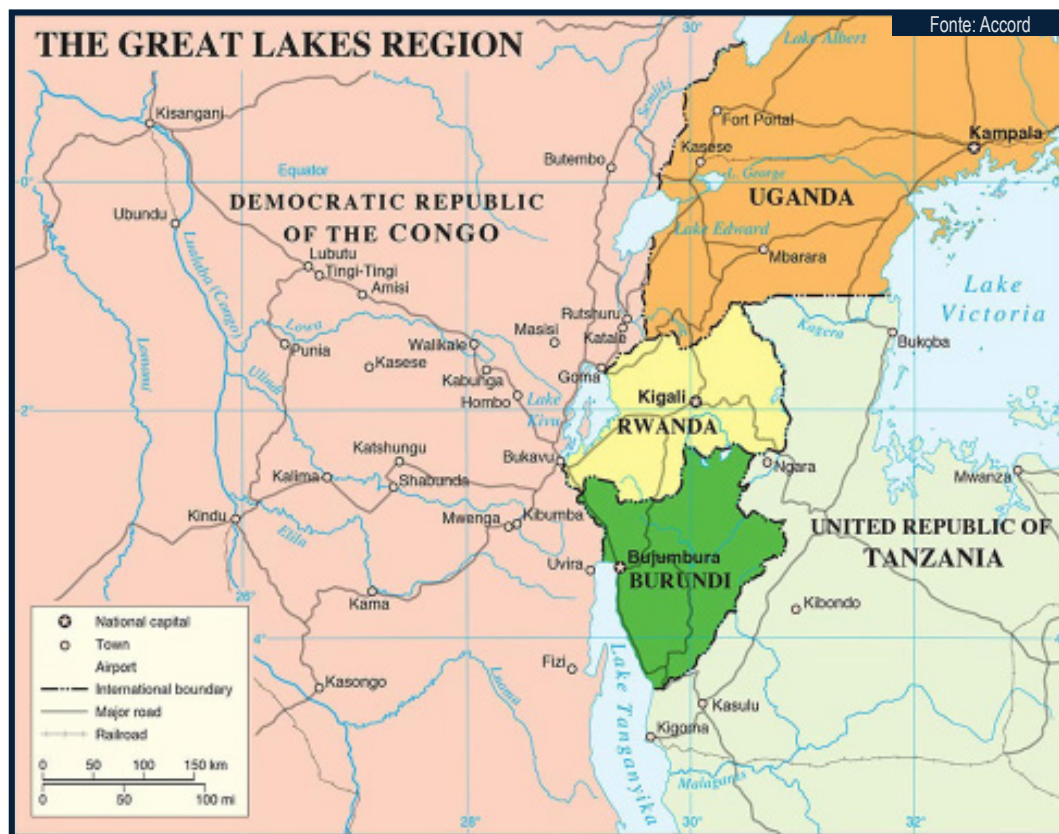 Fonte: Accord
THE GREAT LAKES REGION
30°
Lake Albert
Kisangani
Semliki
Fort Portal
Kampala
Butembo
Kasese
Equator
0°
L. George
UGANDA
DEMOCRATIC REPUBLIC
OF THE CONGO
Ubundu
Lualaba (Congo)
Lake Edward
Mbarara
Lubutu
Tingi-Tingi
Amisi
Lake
Victoria
Rutshuru
Lowa
Masisi
Katale
Kagera
Bukoba
Punia
Walikale
Lomami
Kasese
Goma
Ulindi
Kabunga
Hombo
Lake
Kivu
Kigali
RWANDA
2°
Katshungu
Bukavu
Ngara
Kalima
Shabunda
Mwanza
Kindu
Mwenga
Kibumba
Elila
UNITED REPUBLIC OF
TANZANIA
Uvira
Bujumbura
BURUNDI
26°
Kama
Kibondo
National capital
Town
Airport
International boundary
Major road
Railroad
0 50 100 150 km
0 50 100 mi
4°
4
Fizi
Luama
Lake Tanganyika
Kasongo
Kasulu
Kigoma
Malagaris
28°
30°
32°